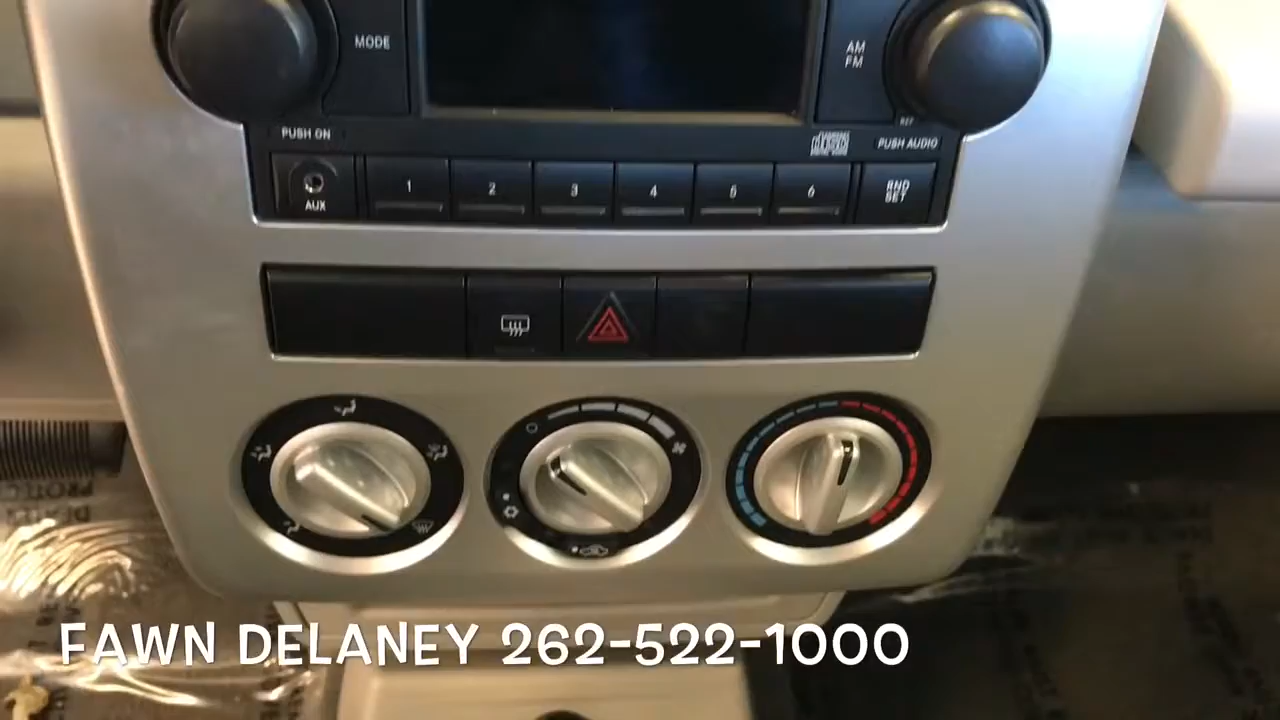 MODE
AM
FM
PUSH ON
PUSH AUDIO
AUX
1
2
3
4
5
6
RND
SET
FAWN DELANEY 262-522-1000